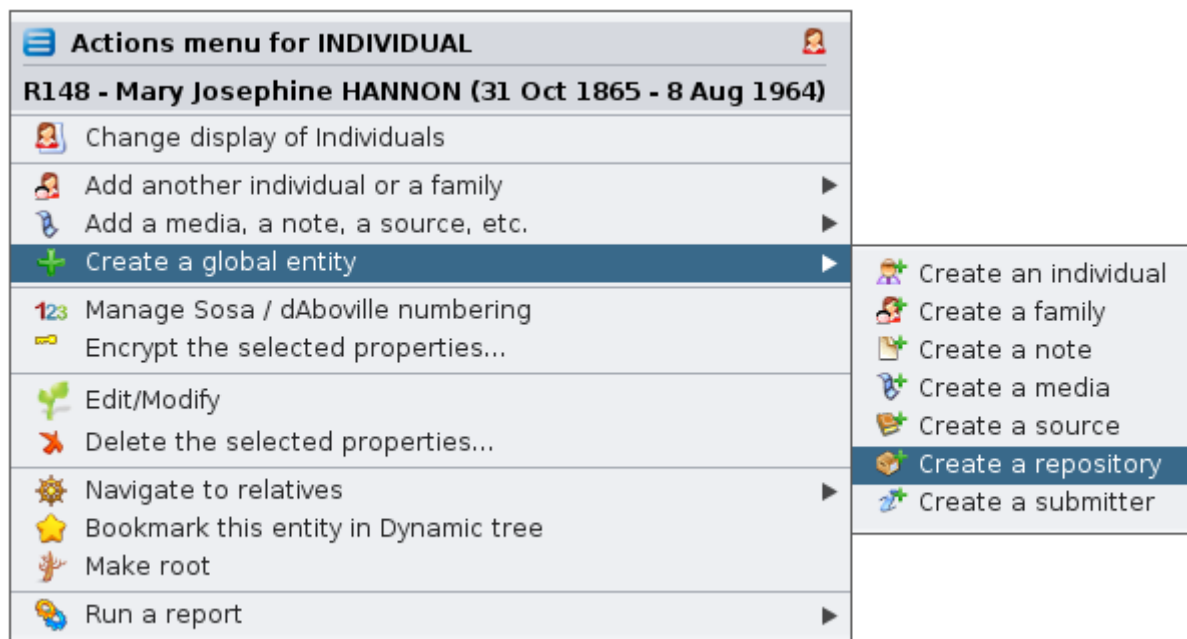 Actions menu for INDIVIDUAL
R148 - Mary Josephine HANNON (31 Oct 1865 - 8 Aug 1964)
Change display of Individuals
Add another individual or a family
Add a media, a note, a source, etc.
Create a global entity
Manage Sosa / dAboville numbering
123
Encrypt the selected properties...
Edit/Modify
Delete the selected properties...
Navigate to relatives
Bookmark this entity in Dynamic tree
Make root
Run a report
Create an individual
Create a family
Create a note
Create a media
Create a source
Create a repository
Create a submitter